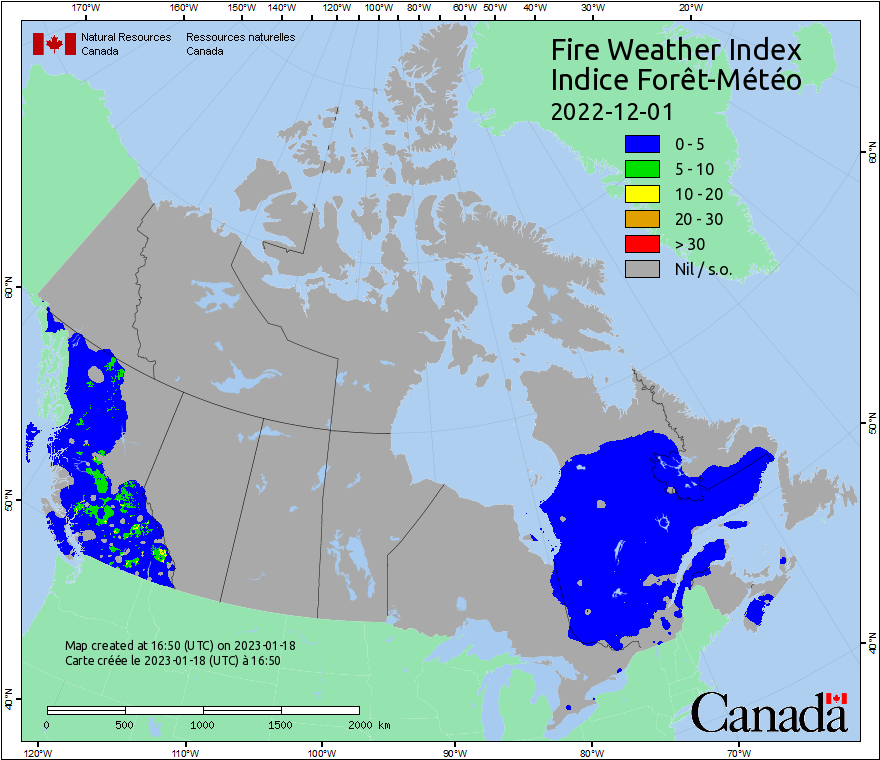 170°W 160°W 150°W 140°W 130°W 120°W 110°W 100°W 90°W 80°W 60°W 50°W 40°W 30°W 20°W
Natural Resources Ressources naturelles
Canada Canada
Fire Weather Index
Indice Forêt-Météo
2022-12-01
0 - 5
5 - 10
10 - 20
20 - 30
> 30
Nil / s.o.
60°N
60°N
50°N
50°N
40°N
40°N
Map created at 16:50 (UTC) on 2023-01-18
Carte créée le 2023-01-18 (UTC) à 16:50
0 500 1000 1500 2000 km
Canada
120°W 110°W 100°W 90°W 80°W 70°W